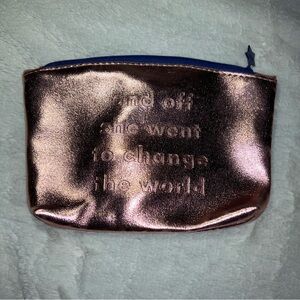 and off
she went
to change
the world